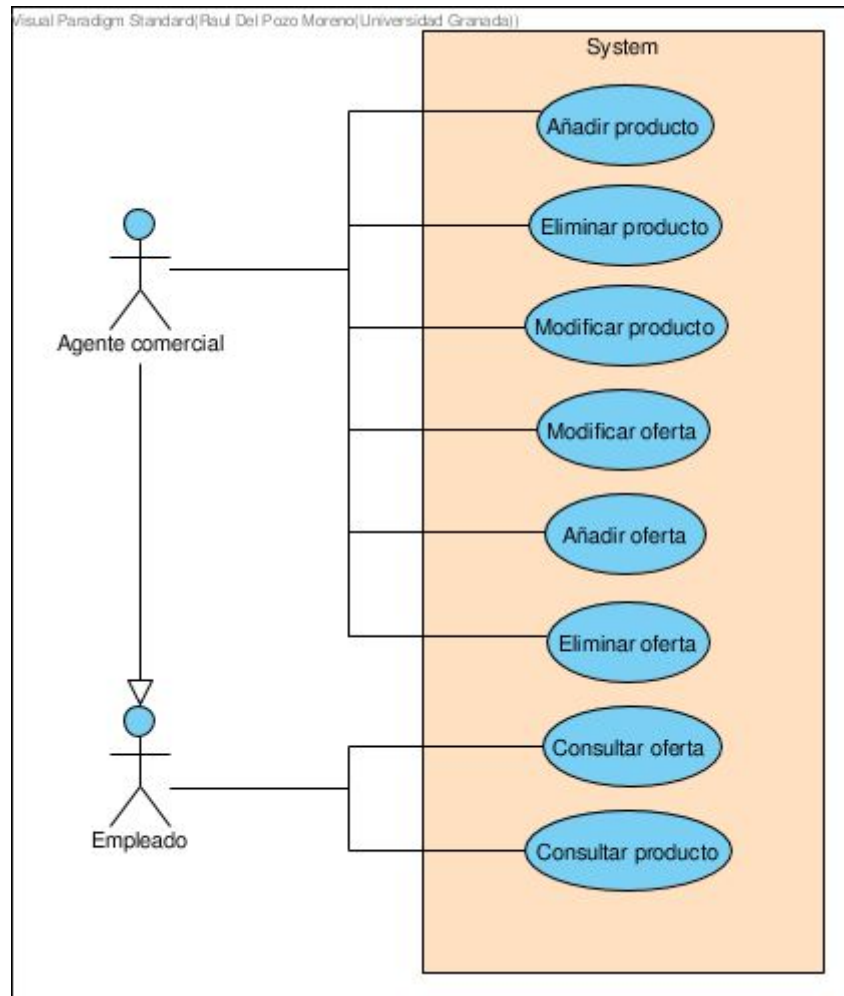 Visual Paradigm Standard(Raul Del Pozo Moreno(Universidad Granada))
System
Añadir producto
Eliminar producto
Modificar producto
Agente comercial
Modificar oferta
Añadir oferta
Eliminar oferta
Consultar oferta
Empleado
Consultar producto